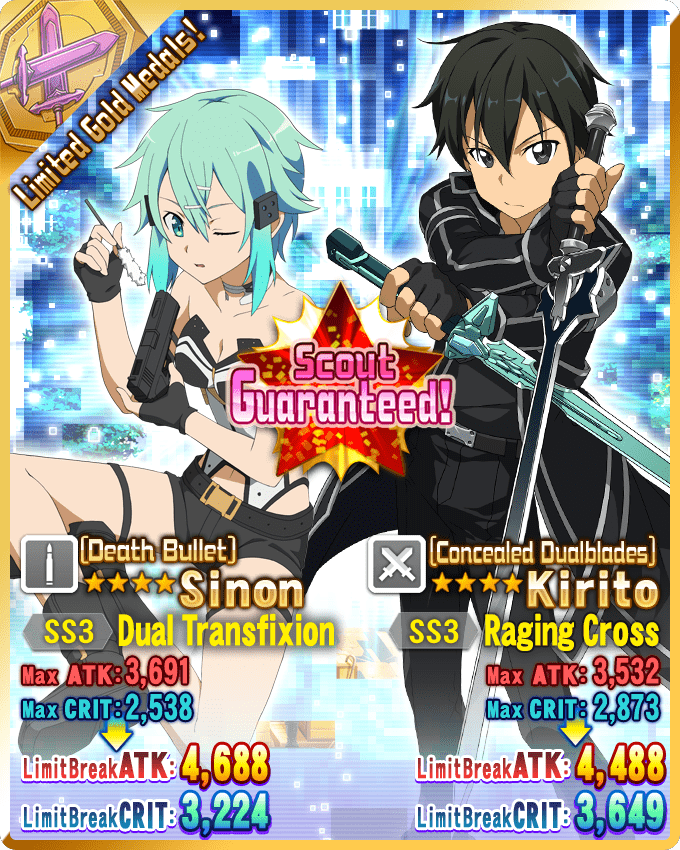 Limited Gold Medals!
Scout
Guaranteed!
[Death Bullet]
★★★★Sinon
SS3 Dual Transfixion
Max ATK:3,691
Max CRIT:2,538
LimitBreakATK:4,688
LimitBreakCRIT:3,224
[Concealed Dualblades]
★★★★Kirito
SS3 Raging Cross
Max ATK:3,532
Max CRIT:2,873
LimitBreakATK:4,488
LimitBreakCRIT:3,649